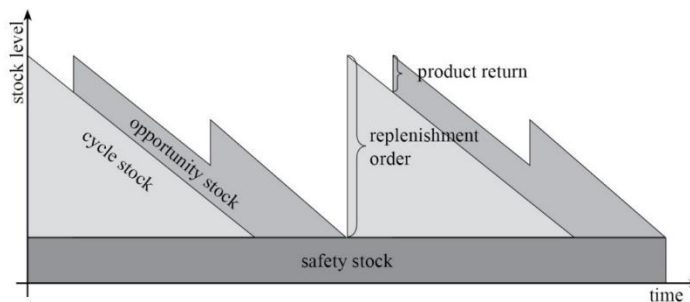 stock level
product return
replenishment
order
opportunity stock
cycle stock
safety stock
time